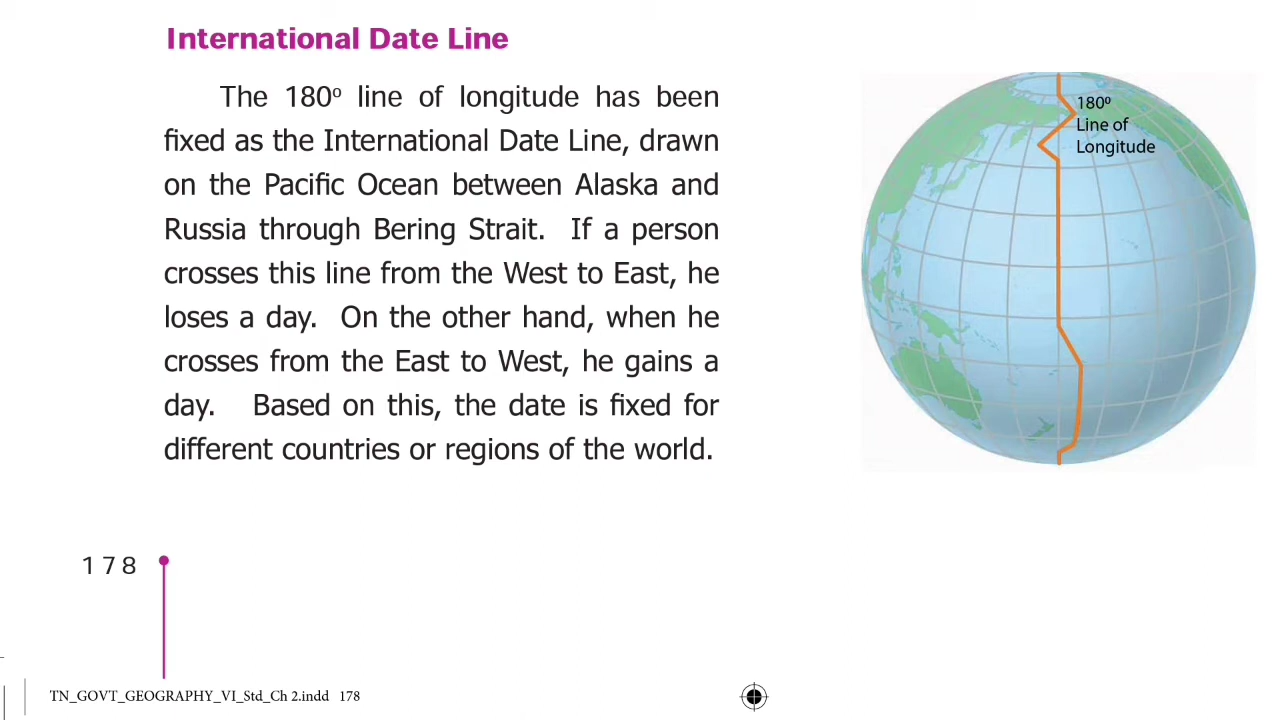 International Date Line
The 180º line of longitude has been
fixed as the International Date Line, drawn
on the Pacific Ocean between Alaska and
Russia through Bering Strait. If a person
crosses this line from the West to East, he
loses a day. On the other hand, when he
crosses from the East to West, he gains a
day. Based on this, the date is fixed for
different countries or regions of the world.
180º
Line of
Longitude
178
TN_GOVT_GEOGRAPHY_VI_Std_Ch 2.indd 178